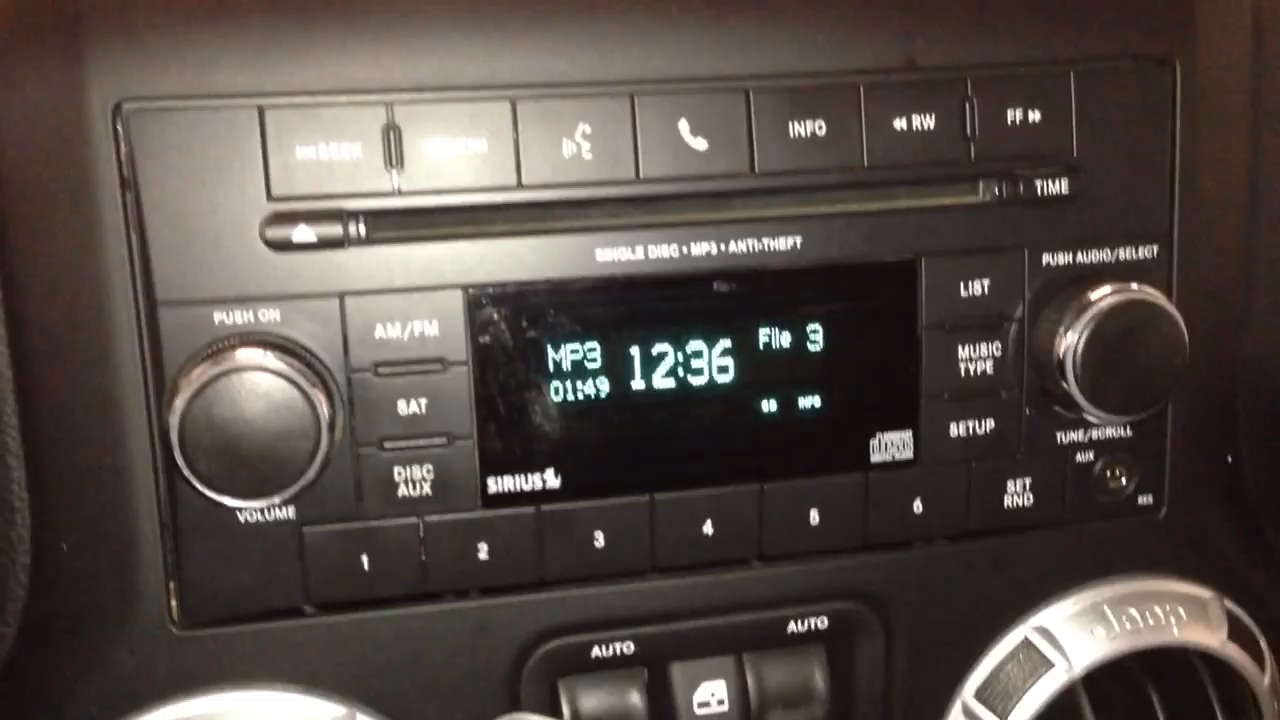 SEEK
INFO
◀◀ RW
FF ▶▶
TIME
SINGLE DISC • MP3 • ANTI-THEFT
PUSH AUDIO/SELECT
PUSH ON
AM/FM
SAT
DISC
AUX
VOLUME
MP3
01:49
12:36
File 3
INFO
SIRIUS
LIST
MUSIC
TYPE
SETUP
TUNE/SCROLL
AUX
SET
RND
1
2
3
4
5
6
AUTO
AUTO
Jeep